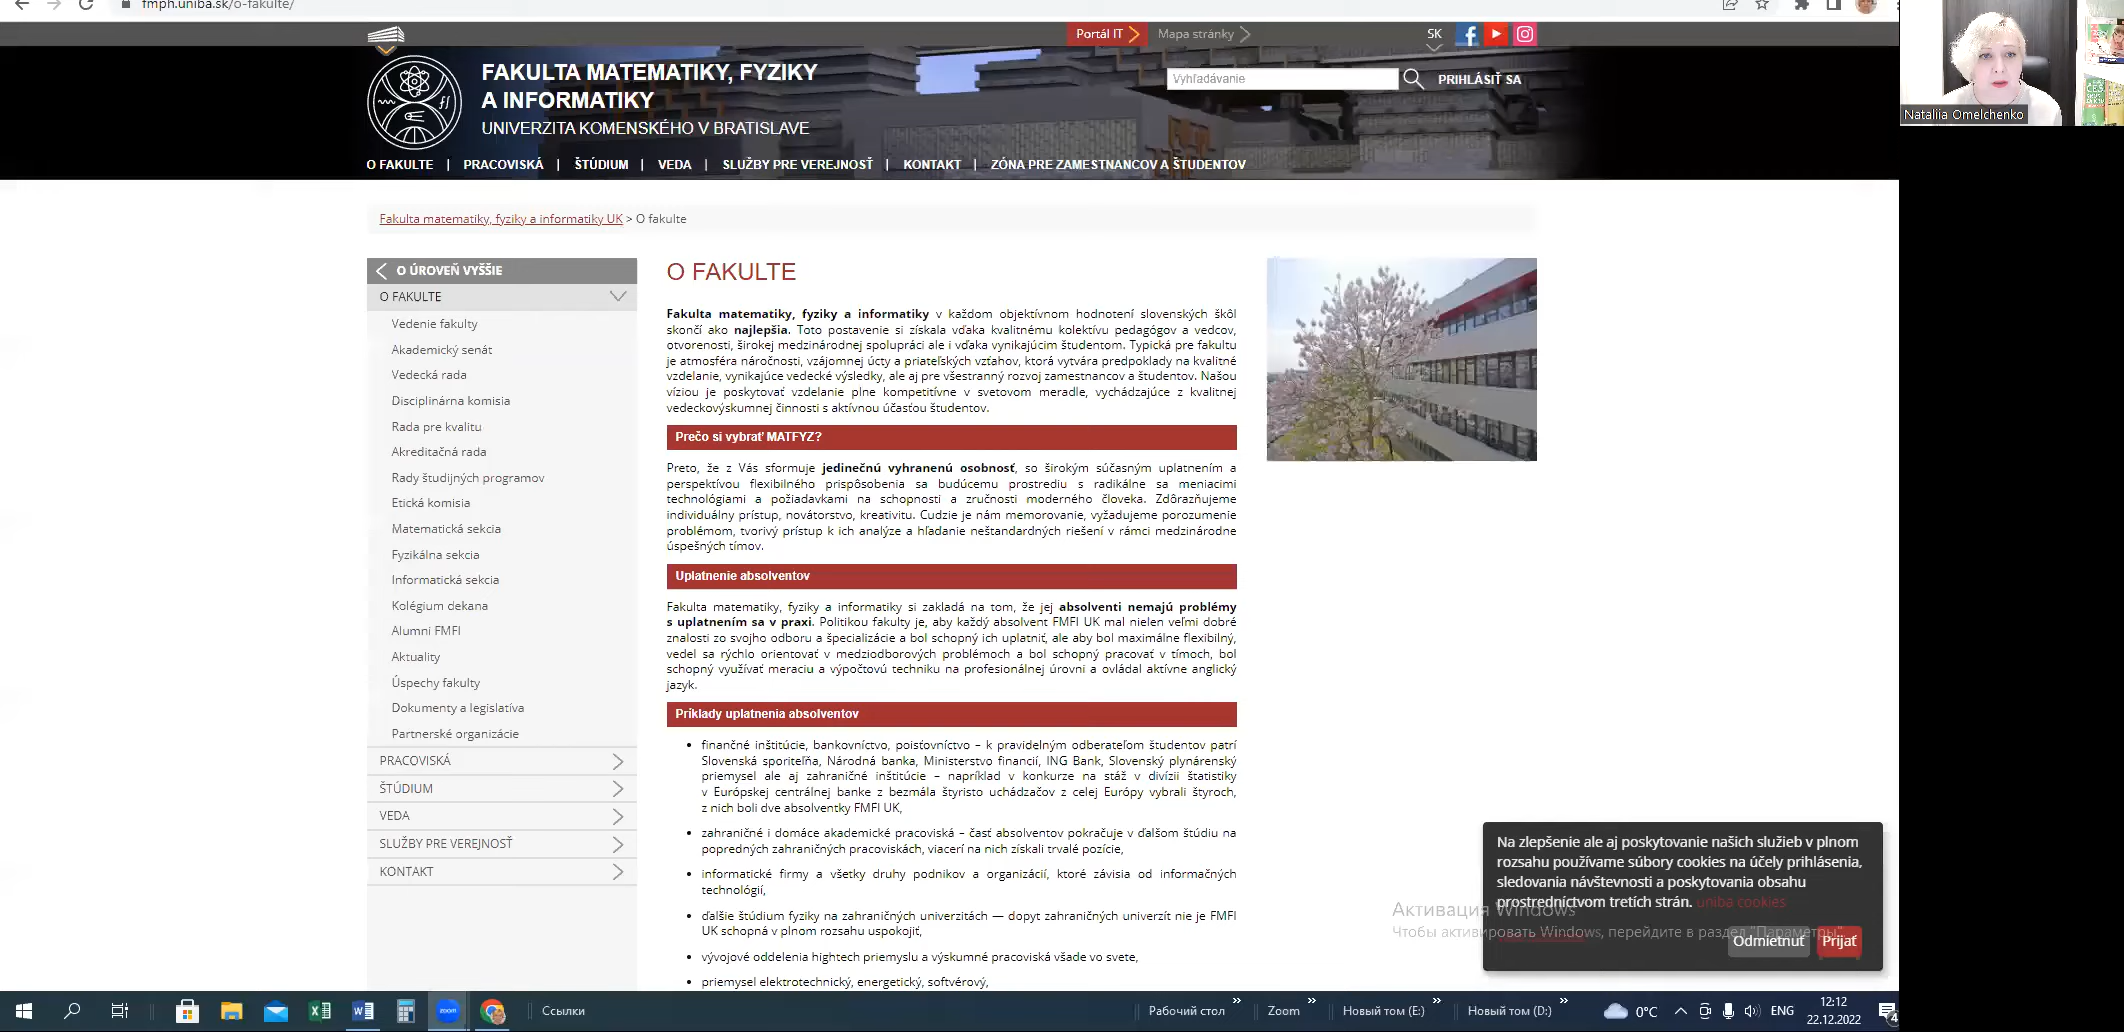 fmph.uniba.sk/o-fakulte/
Portál IT
Mapa stránky
SK
FAKULTA MATEMATIKY, FYZIKY
A INFORMATIKY
UNIVERZITA KOMENSKÉHO V BRATISLAVE
Vyhľadávanie
PRIHLÁSIŤ SA
O FAKULTE | PRACOVISKÁ | ŠTÚDIUM | VEDA | SLUŽBY PRE VEREJNOSŤ | KONTAKT | ZÓNA PRE ZAMESTNANCOV A ŠTUDENTOV
Nataliia Omelchenko
Fakulta matematiky, fyziky a informatiky UK > O fakulte
O ÚROVEŇ VYŠŠIE
O FAKULTE
Vedenie fakulty
Akademický senát
Vedecká rada
Disciplinárna komisia
Rada pre kvalitu
Akreditačná rada
Rady študijných programov
Etická komisia
Matematická sekcia
Fyzikálna sekcia
Informatická sekcia
Kolégium dekana
Alumni FMFI
Aktuality
Úspechy fakulty
Dokumenty a legislatíva
Partnerské organizácie
PRACOVISKÁ
ŠTÚDIUM
VEDA
SLUŽBY PRE VEREJNOSŤ
KONTAKT
O FAKULTE
Fakulta matematiky, fyziky a informatiky v každom objektívnom hodnotení slovenských škôl
skončí ako najlepšia. Toto postavenie si získala vďaka kvalitnému kolektívu pedagógov a vedcov,
otvorenosti, širokej medzinárodnej spolupráci ale i vďaka vynikajúcim študentom. Typická pre fakultu
je atmosféra náročnosti, vzájomnej úcty a priateľských vzťahov, ktorá vytvára predpoklady na kvalitné
vzdelanie, vynikajúce vedecké výsledky, ale aj pre všestranný rozvoj zamestnancov a študentov. Našou
víziou je poskytovať vzdelanie plne kompetitívne v svetovom meradle, vychádzajúce z kvalitnej
vedeckovýskumnej činnosti s aktívnou účasťou študentov.
Prečo si vybrať MATFYZ?
Preto, že z Vás sformuje jedinečnú vyhranenú osobnosť, so širokým súčasným uplatnením a
perspektívou flexibilného prispôsobenia sa budúcemu prostrediu s radikálne sa meniacimi
technológiami a požiadavkami na schopnosti a zručnosti moderného človeka. Zdôrazňujeme
individuálny prístup, novátorstvo, kreativitu. Cudzie je nám memorovanie, vyžadujeme porozumenie
problémom, tvorivý prístup k ich analýze a hľadanie neštandardných riešení v rámci medzinárodne
úspešných tímov.
Uplatnenie absolventov
Fakulta matematiky, fyziky a informatiky si zakladá na tom, že jej absolventi nemajú problémy
s uplatnením sa v praxi. Politikou fakulty je, aby každý absolvent FMFI UK mal nielen veľmi dobré
znalosti zo svojho odboru a špecializácie a bol schopný ich uplatniť, ale aby bol maximálne flexibilný,
vedel sa rýchlo orientovať v medziodborových problémoch a bol schopný pracovať v tímoch, bol
schopný využívať meraciu a výpočtovú techniku na profesionálnej úrovni a ovládal aktívne anglický
jazyk.
Príklady uplatnenia absolventov
• finančné inštitúcie, bankovníctvo, poisťovníctvo – k pravidelným odberateľom študentov patrí
Slovenská sporiteľňa, Národná banka, Ministerstvo financií, ING Bank, Slovenský plynárenský
priemysel ale aj zahraničné inštitúcie – napríklad v konkurze na stáž v divízii štatistiky
v Európskej centrálnej banke z bezmála štyristo uchádzačov z celej Európy vybrali štyroch,
z nich boli dve absolventky FMFI UK,
• zahraničné i domáce akademické pracoviská – časť absolventov pokračuje v ďalšom štúdiu na
popredných zahraničných pracoviskách, viacerí na nich získali trvalé pozície,
• informatické firmy a všetky druhy podnikov a organizácií, ktoré závisia od informačných
technológií,
• ďalšie štúdium fyziky na zahraničných univerzitách — dopyt zahraničných univerzít nie je FMFI
UK schopná v plnom rozsahu uspokojiť,
• vývojové oddelenia hightech priemyslu a výskumné pracoviská všade vo svete,
• priemysel elektrotechnický, energetický, softvérový,
Na zlepšenie ale aj poskytovanie našich služieb v plnom
rozsahu používame súbory cookies na účely prihlásenia,
sledovania návštevnosti a poskytovania obsahu
prostredníctvom tretích strán. uniba cookies
Активация Windows
Чтобы активировать Windows, перейдите в раздел "Параметры".
Odmietnuť
Prijať
zoom
Ссылки
Рабочий стол
Zoom
Новый том (E:)
Новый том (D:)
0°C
ENG
12:12
22.12.2022
4